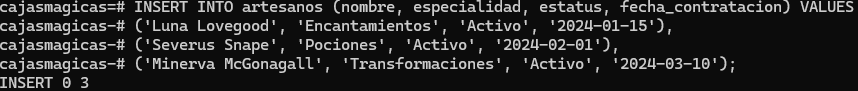 cajasmagicas=# INSERT INTO artesanos (nombre, especialidad, estatus, fecha_contratacion) VALUES
cajasmagicas-# ('Luna Lovegood', 'Encantamientos', 'Activo', '2024-01-15'),
cajasmagicas-# ('Severus Snape', 'Pociones', 'Activo', '2024-02-01'),
cajasmagicas-# ('Minerva McGonagall', 'Transformaciones', 'Activo', '2024-03-10');
INSERT 0 3